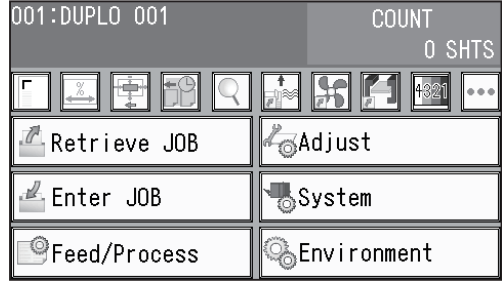 001:DUPLO 001
COUNT
0 SHTS
% 4321
Retrieve JOB
Adjust
Enter JOB
System
Feed/Process
Environment